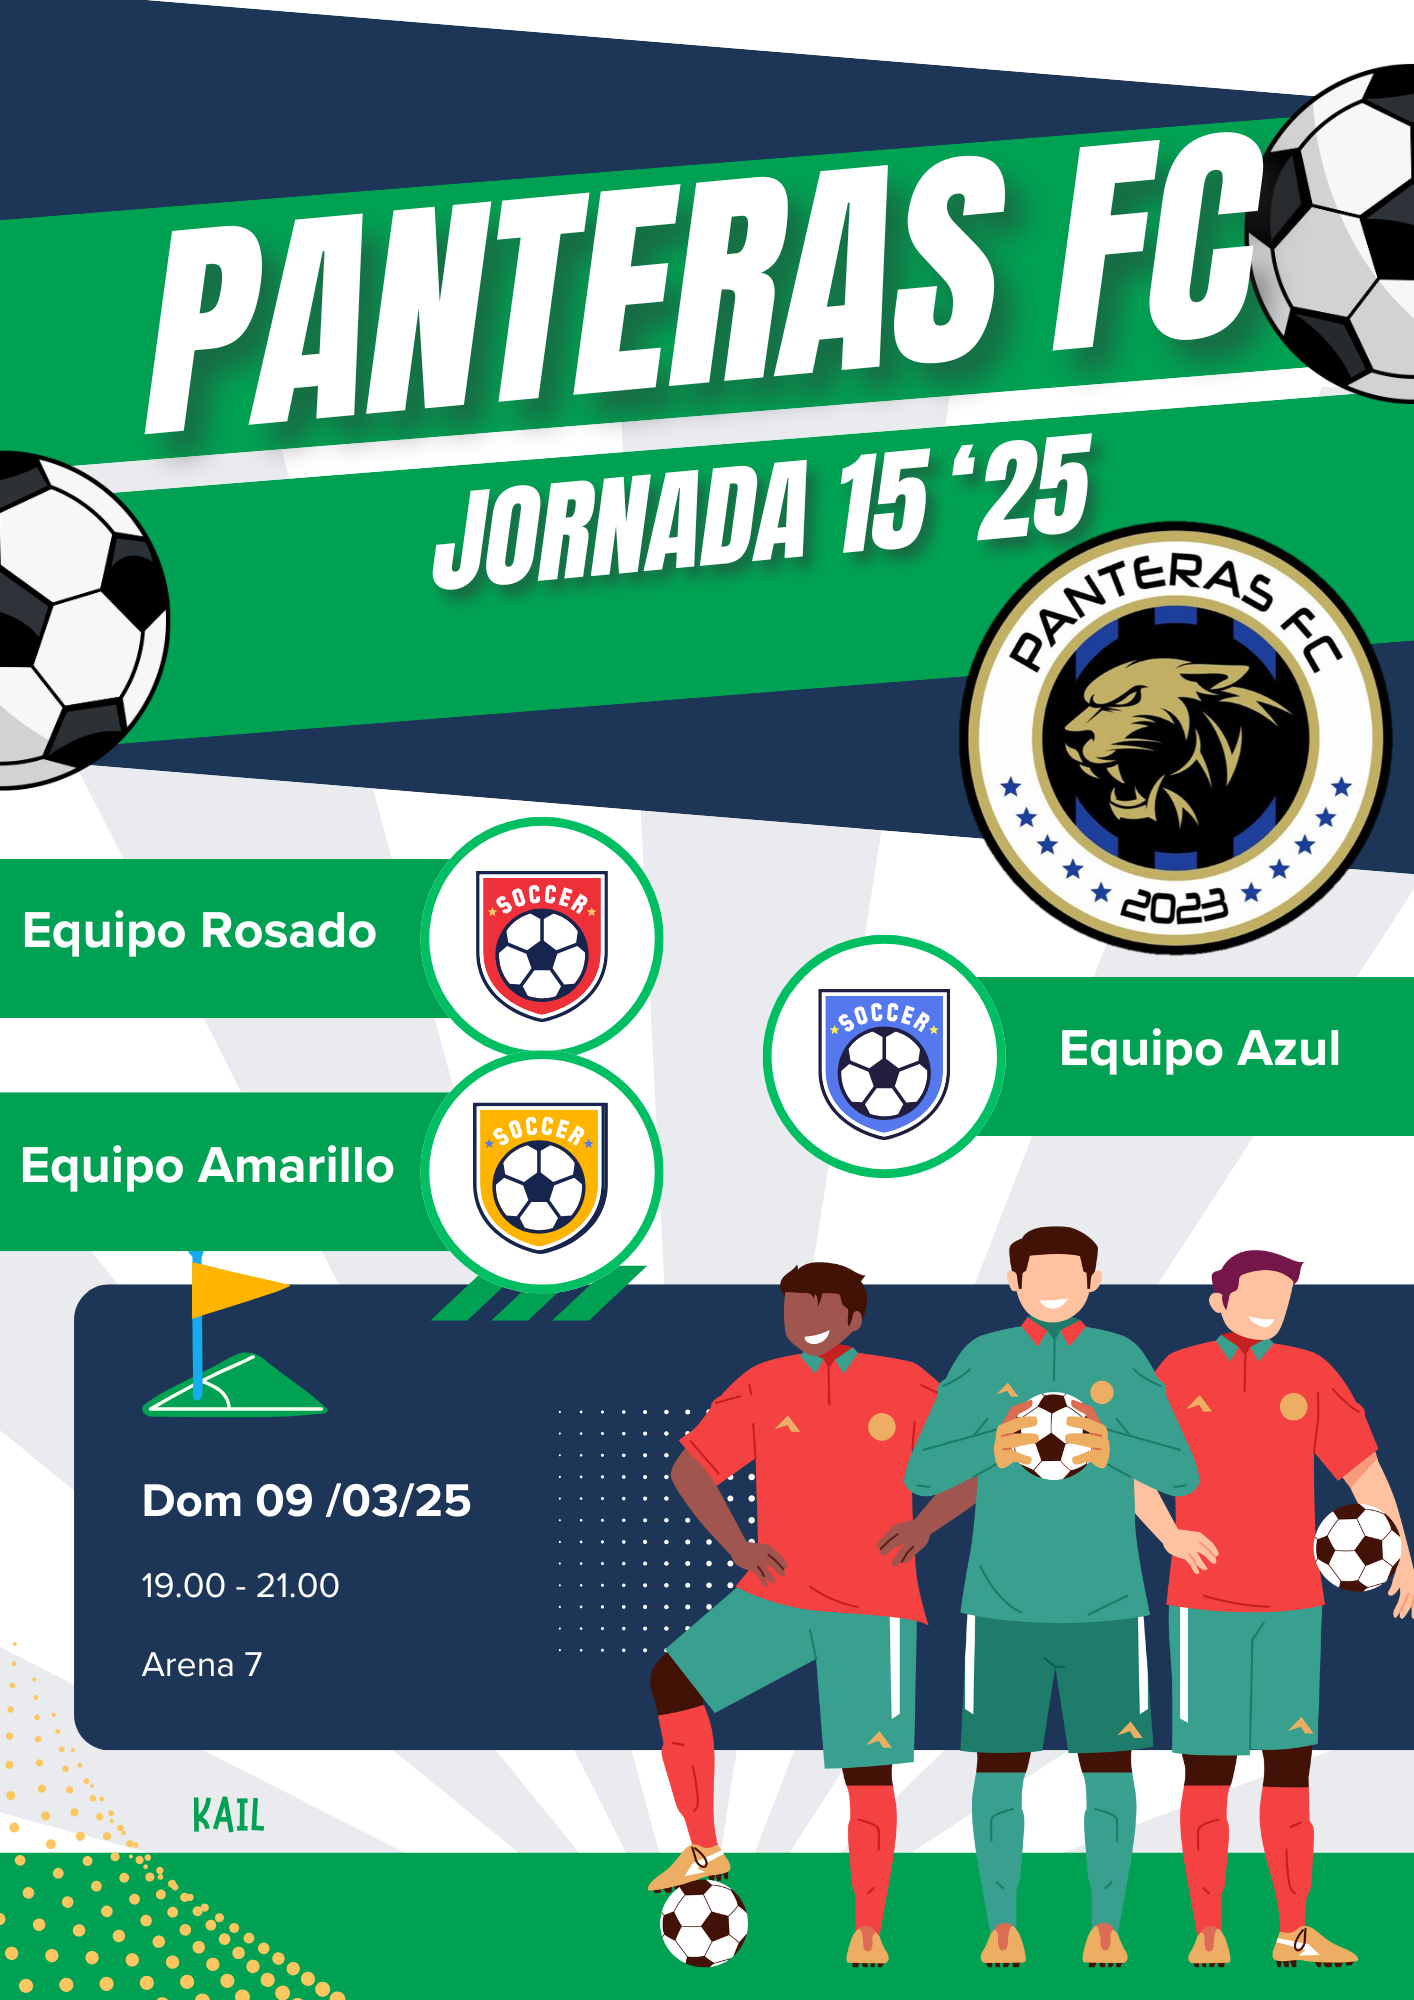 PANTERAS FC
JORNADA 15 ‘25
PANTERAS FC
2023
Equipo Rosado
SOCCER
Equipo Azul
SOCCER
Equipo Amarillo
SOCCER
Dom 09 /03/25
19.00 - 21.00
Arena 7
KAIL